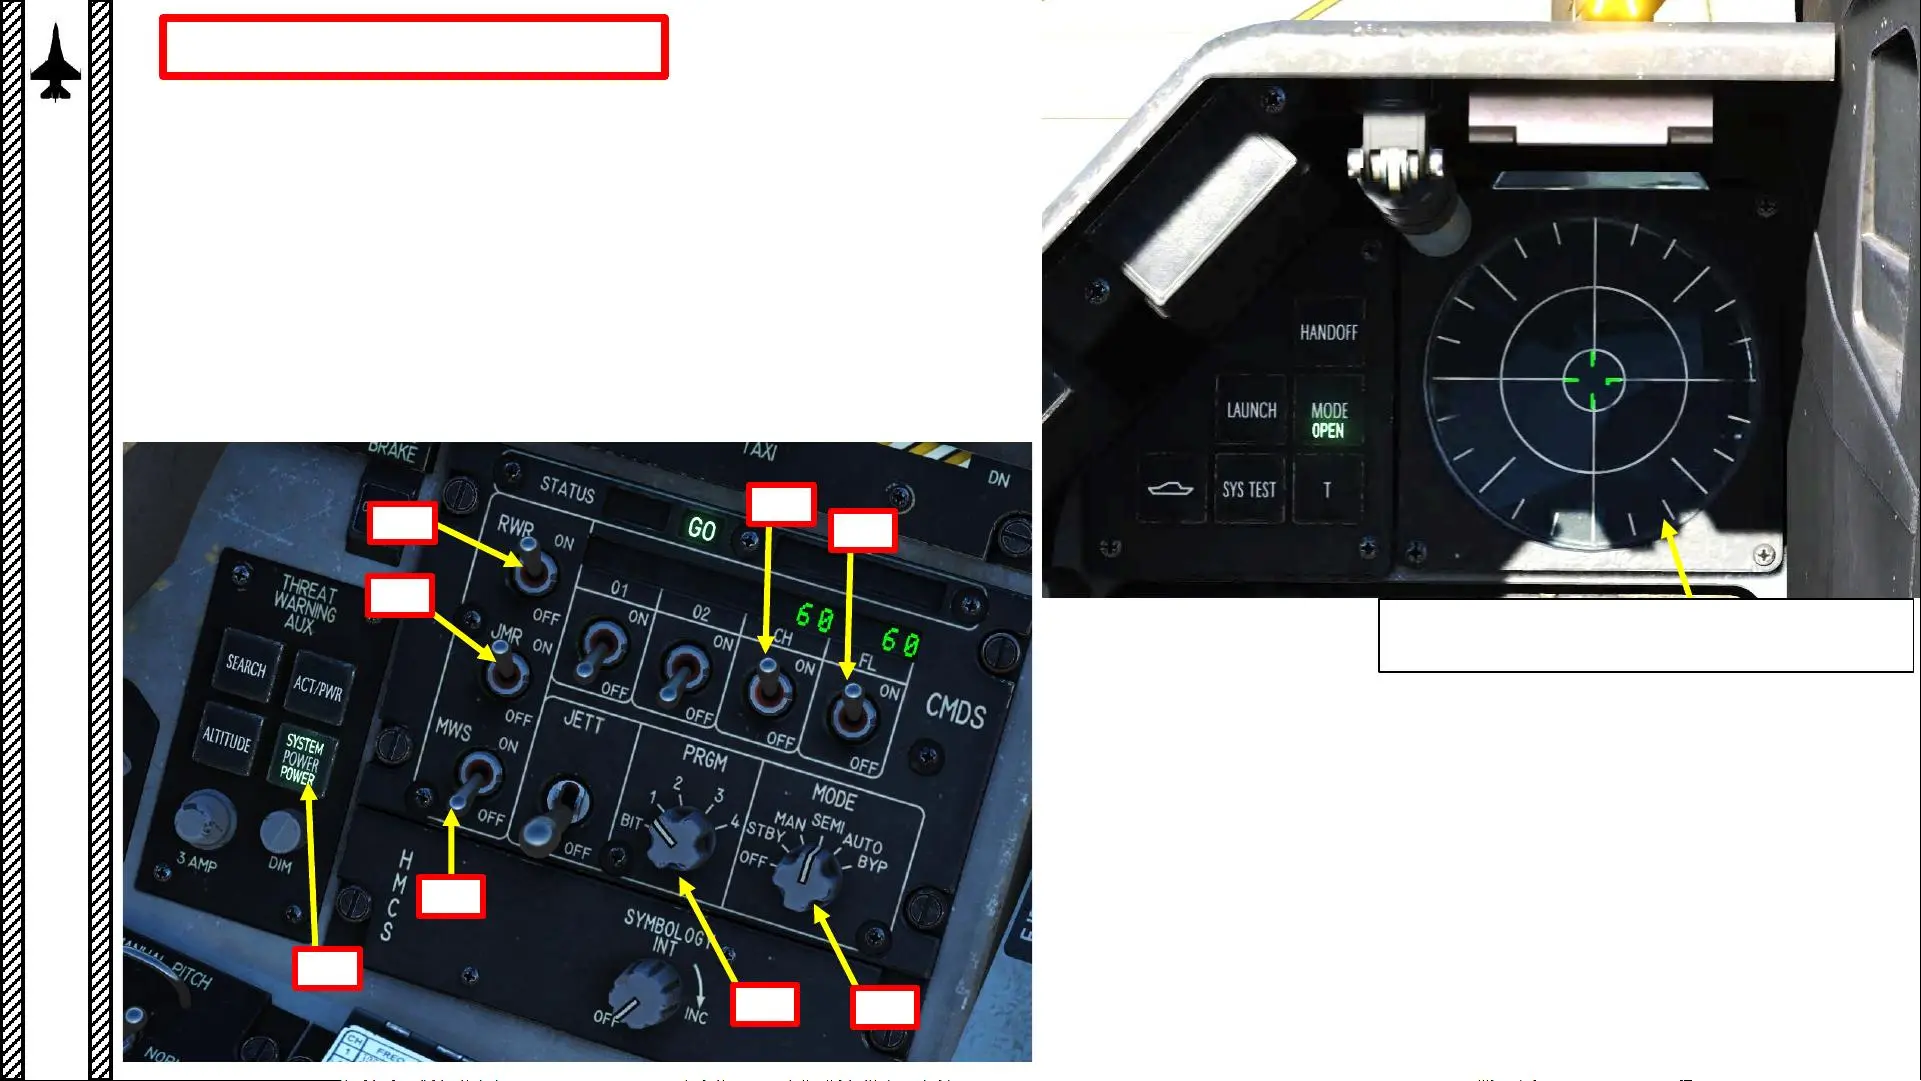 BRAKE
TAXI
DN
STATUS
GO
RWR
ON
OFF
JMR
ON
OFF
MWS
ON
OFF
01
ON
OFF
02
ON
OFF
60
CH
ON
OFF
60
FL
ON
OFF
CMDS
THREAT
WARNING
AUX
SEARCH
ACT/PWR
ALTITUDE
SYSTEM
POWER
POWER
3 AMP
DIM
JETT
OFF
PRGM
BIT
1
2
3
4
MODE
OFF
STBY
MAN
SEMI
AUTO
BYP
HMCS
SYMBOLOGY
INT
OFF
INC
PITCH
CH
FREQ
1
HANDOFF
LAUNCH
MODE
OPEN
SYS TEST
T